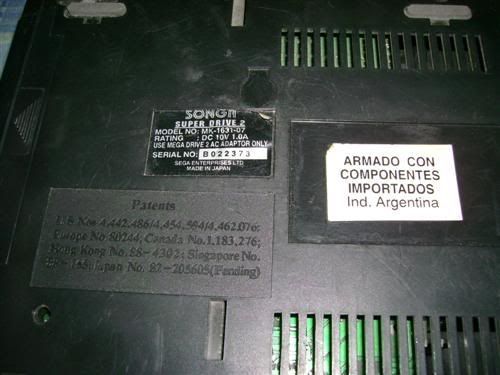 SONGTI
SUPER DRIVE 2
MODEL NO: MK-1631-07
RATING : DC 10V 1.0A
USE MEGA DRIVE 2 AC ADAPTOR ONLY
SERIAL NO: B022373
SEGA ENTERPRISES LTD
MADE IN JAPAN
ARMADO CON
COMPONENTES
IMPORTADOS
Ind. Argentina
Patents
U.S Nos 4,442,486/4,454,594/4,462,076;
Europe No 80244; Canada No.1,183,276;
Hong Kong No. 88-4302; Singapore No.
88-155; Japan No. 82-205605(Pending)